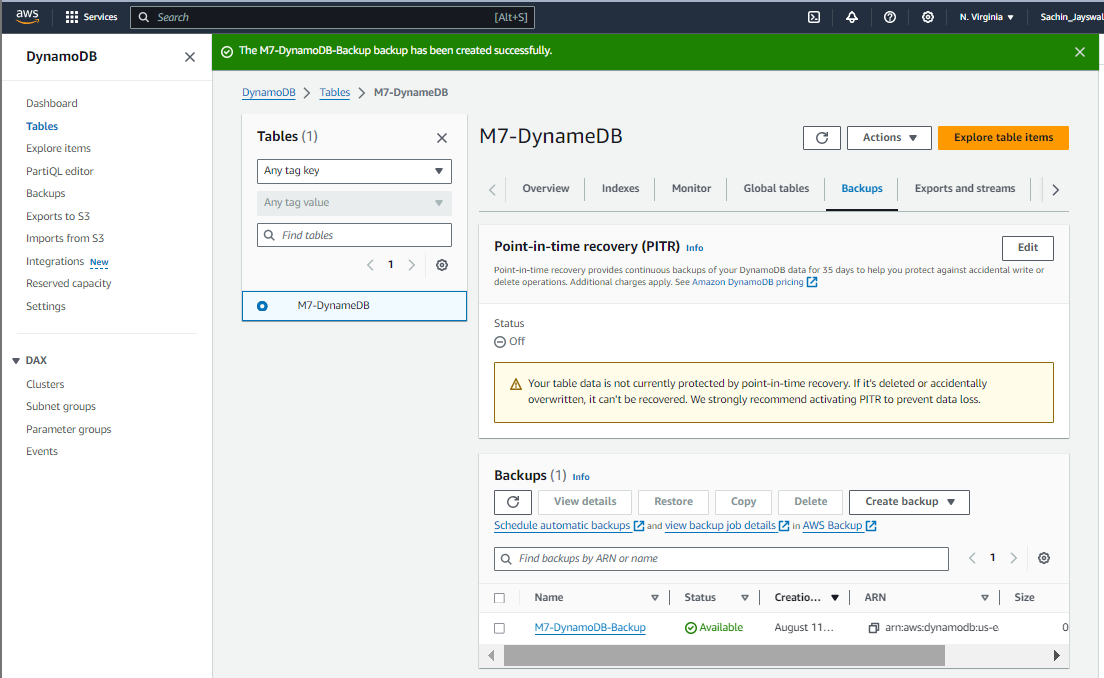 aws
Services
Search
[Alt+S]
N. Virginia
Sachin_Jayswal
DynamoDB
Dashboard
Tables
Explore items
PartiQL editor
Backups
Exports to S3
Imports from S3
Integrations New
Reserved capacity
Settings
DAX
Clusters
Subnet groups
Parameter groups
Events
The M7-DynamoDB-Backup backup has been created successfully.
DynamoDB > Tables > M7-DynameDB
Tables (1)
Any tag key
Any tag value
Find tables
1
M7-DynameDB
M7-DynameDB
Actions
Explore table items
Overview
Indexes
Monitor
Global tables
Backups
Exports and streams
Point-in-time recovery (PITR) Info
Edit
Point-in-time recovery provides continuous backups of your DynamoDB data for 35 days to help you protect against accidental write or
delete operations. Additional charges apply. See Amazon DynamoDB pricing
Status
Off
Your table data is not currently protected by point-in-time recovery. If it's deleted or accidentally
overwritten, it can't be recovered. We strongly recommend activating PITR to prevent data loss.
Backups (1) Info
View details
Restore
Copy
Delete
Create backup
Schedule automatic backups and view backup job details in AWS Backup
Find backups by ARN or name
1
Name
Status
Creatio...
ARN
Size
M7-DynamoDB-Backup
Available
August 11...
arn:aws:dynamodb:us-ea
0